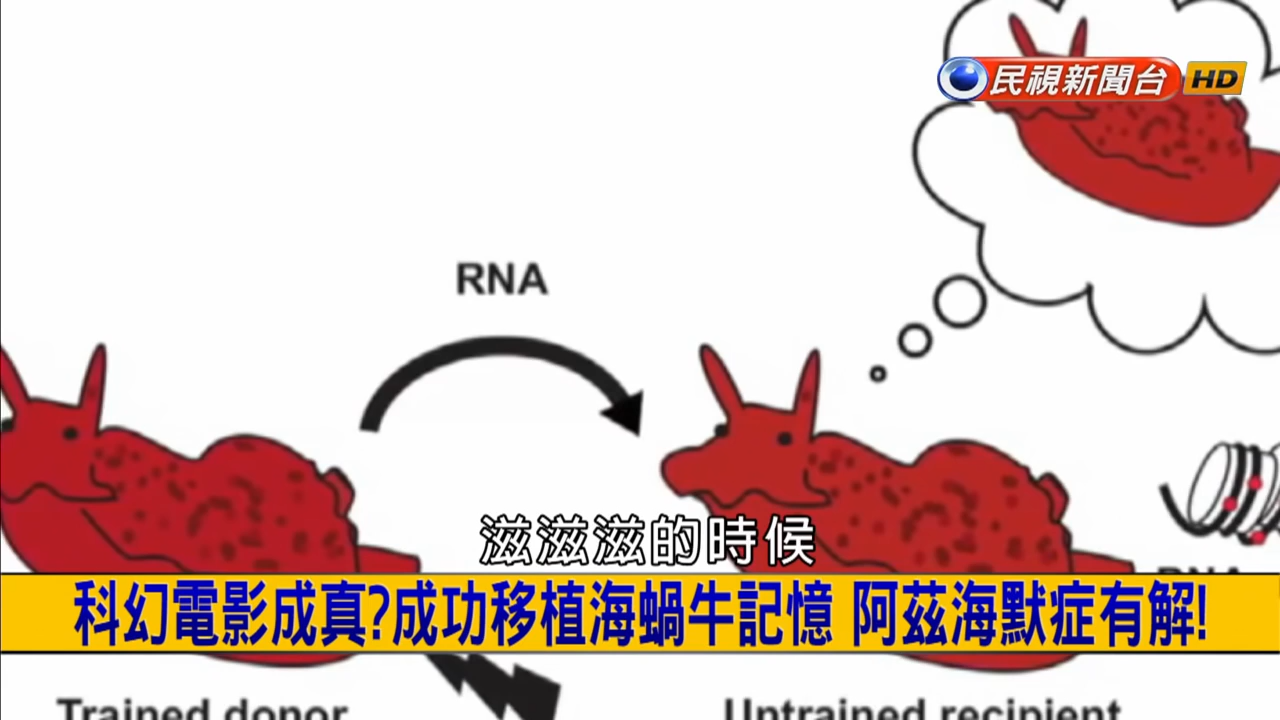 民視新聞台 HD
RNA
滋滋滋的時候
科幻電影成真?成功移植海蝸牛記憶 阿茲海默症有解!
Trained donor
Untrained recipient